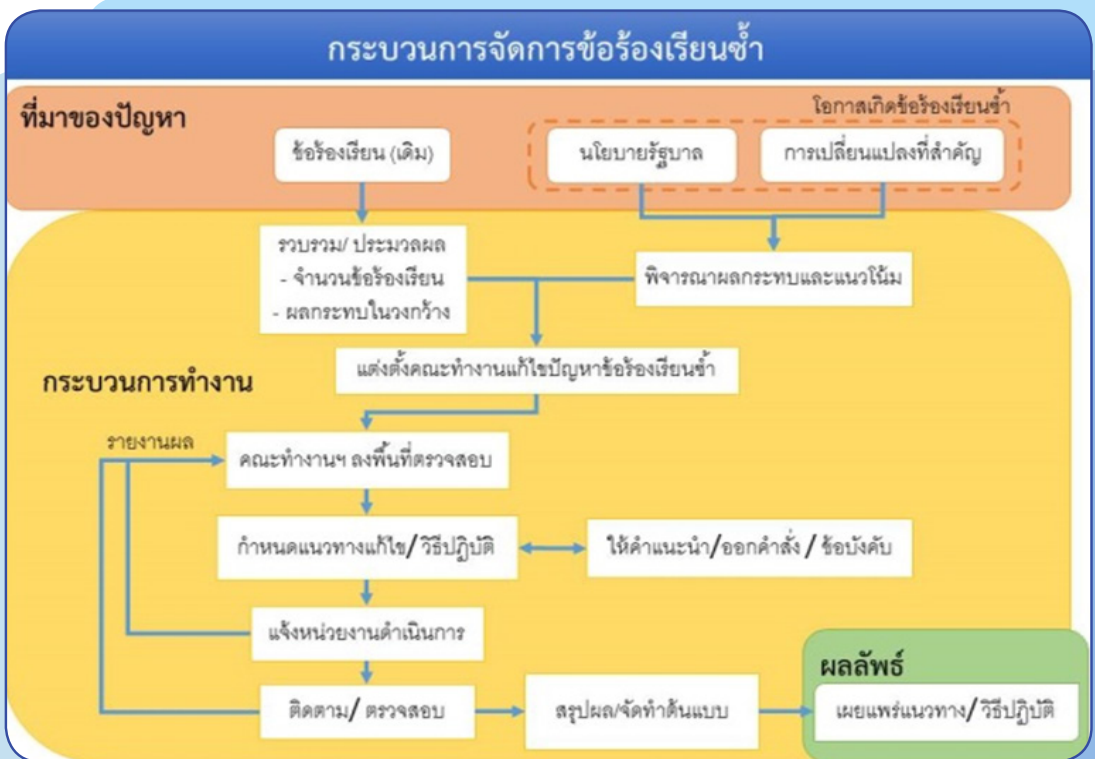 กระบวนการจัดการข้อร้องเรียนซ้ำ
ที่มาของปัญหา
โอกาสเกิดข้อร้องเรียนซ้ำ
ข้อร้องเรียน (เดิม)
นโยบายรัฐบาล
การเปลี่ยนแปลงที่สำคัญ
รวบรวม/ ประมวลผล
- จำนวนข้อร้องเรียน
- ผลกระทบในวงกว้าง
พิจารณาผลกระทบและแนวโน้ม
แต่งตั้งคณะทำงานแก้ไขปัญหาข้อร้องเรียนซ้ำ
กระบวนการทำงาน
รายงานผล
คณะทำงานฯ ลงพื้นที่ตรวจสอบ
กำหนดแนวทางแก้ไข/ วิธีปฏิบัติ
ให้คำแนะนำ/ออกคำสั่ง / ข้อบังคับ
แจ้งหน่วยงานดำเนินการ
ติดตาม/ ตรวจสอบ
สรุปผล/จัดทำต้นแบบ
ผลลัพธ์
เผยแพร่แนวทาง/ วิธีปฏิบัติ